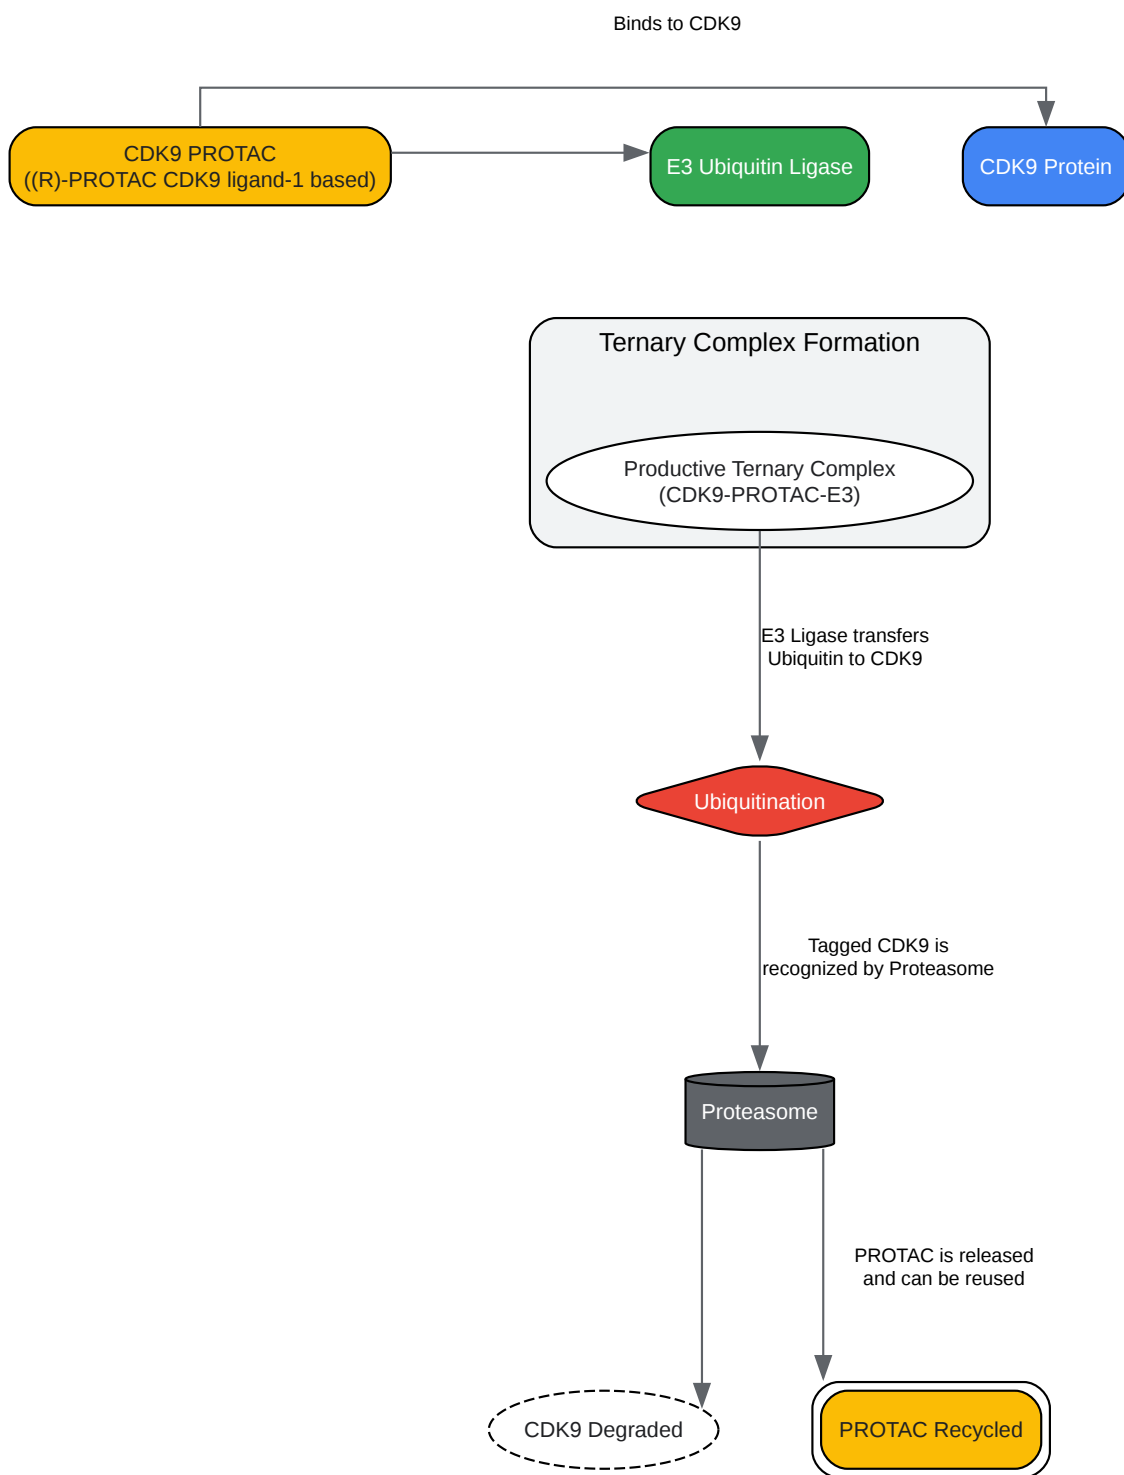 Binds to CDK9
CDK9 PROTAC
((R)-PROTAC CDK9 ligand-1 based)
E3 Ubiquitin Ligase
CDK9 Protein
Ternary Complex Formation
Productive Ternary Complex
(CDK9-PROTAC-E3)
E3 Ligase transfers
Ubiquitin to CDK9
Ubiquitination
Tagged CDK9 is
recognized by Proteasome
Proteasome
PROTAC is released
and can be reused
CDK9 Degraded
PROTAC Recycled